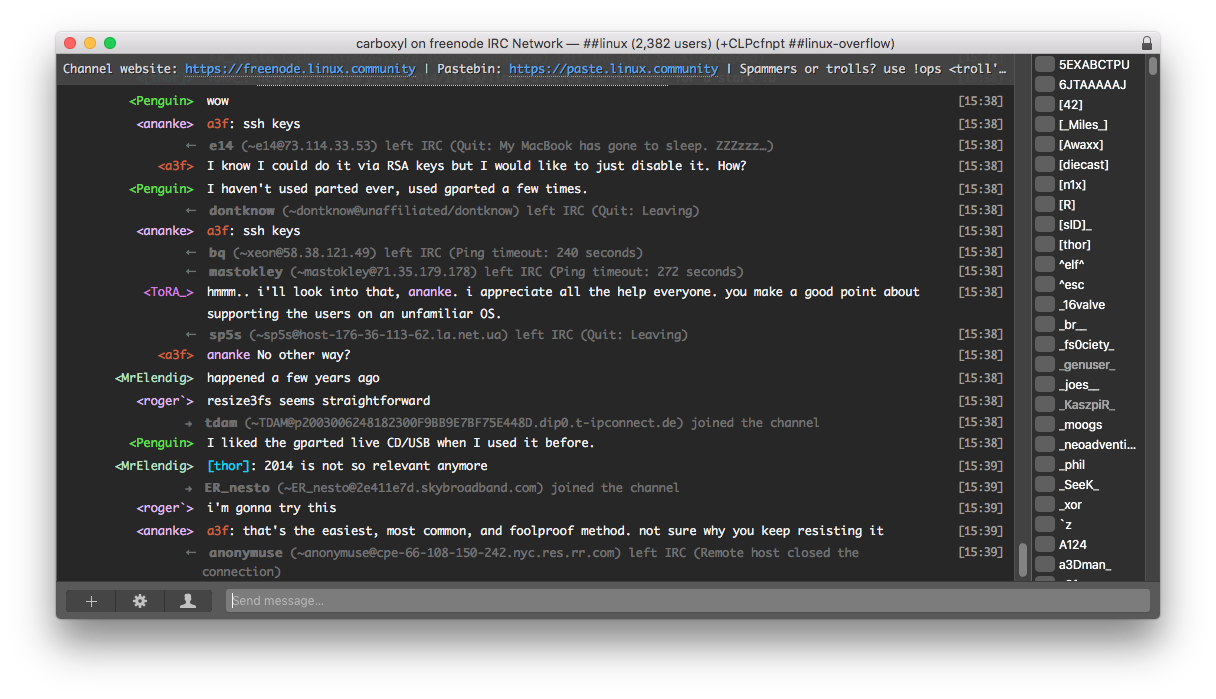 carboxyl on freenode IRC Network — ##linux (2,382 users) (+CLPcfnpt ##linux-overflow)
Channel website: https://freenode.linux.community | Pastebin: https://paste.linux.community | Spammers or trolls? use !ops <troll'…
<Penguin> wow [15:38]
<ananke> a3f: ssh keys [15:38]
← e14 (~e14@73.114.33.53) left IRC (Quit: My MacBook has gone to sleep. ZZZzzz…) [15:38]
<a3f> I know I could do it via RSA keys but I would like to just disable it. How? [15:38]
<Penguin> I haven't used parted ever, used gparted a few times. [15:38]
← dontknow (~dontknow@unaffiliated/dontknow) left IRC (Quit: Leaving) [15:38]
<ananke> a3f: ssh keys [15:38]
← bq (~xeon@58.38.121.49) left IRC (Ping timeout: 240 seconds) [15:38]
← mastokley (~mastokley@71.35.179.178) left IRC (Ping timeout: 272 seconds) [15:38]
<ToRA_> hmmm.. i'll look into that, ananke. i appreciate all the help everyone. you make a good point about [15:38]
supporting the users on an unfamiliar OS.
← sp5s (~sp5s@host-176-36-113-62.la.net.ua) left IRC (Quit: Leaving) [15:38]
<a3f> ananke No other way? [15:38]
<MrElendig> happened a few years ago [15:38]
<roger`> resize3fs seems straightforward [15:38]
→ tdam (~TDAM@p2003006248182300F9BB9E7BF75E448D.dip0.t-ipconnect.de) joined the channel [15:38]
<Penguin> I liked the gparted live CD/USB when I used it before. [15:38]
<MrElendig> [thor]: 2014 is not so relevant anymore [15:39]
→ ER_nesto (~ER_nesto@2e411e7d.skybroadband.com) joined the channel [15:39]
<roger`> i'm gonna try this [15:39]
<ananke> a3f: that's the easiest, most common, and foolproof method. not sure why you keep resisting it [15:39]
← anonymuse (~anonymuse@cpe-66-108-150-242.nyc.res.rr.com) left IRC (Remote host closed the [15:39]
connection)
Send message...
5EXABCTPU
6JTAAAAAJ
[42]
[_Miles_]
[Awaxx]
[diecast]
[n1x]
[R]
[sID]_
[thor]
^elf^
^esc
_16valve
_br__
_fs0ciety_
_genuser_
_joes__
_KaszpiR_
_moogs
_neoadventi...
_phil
_SeeK_
_xor
`z
A124
a3Dman_